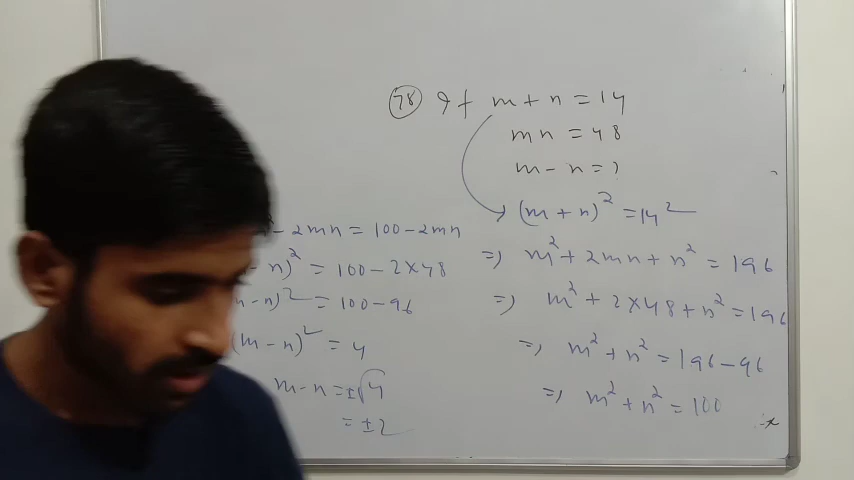 78 If m + n = 14
mn = 48
m - n = ?
(m + n)² = 14²
=> m² + 2mn + n² = 196
=> m² + 2×48 + n² = 196
=> m² + n² = 196 - 96
=> m² + n² = 100
² - 2mn = 100 - 2mn
- n)² = 100 - 2×48
m - n)² = 100 - 96
(m - n)² = 4
m - n = ±√4
= ±2